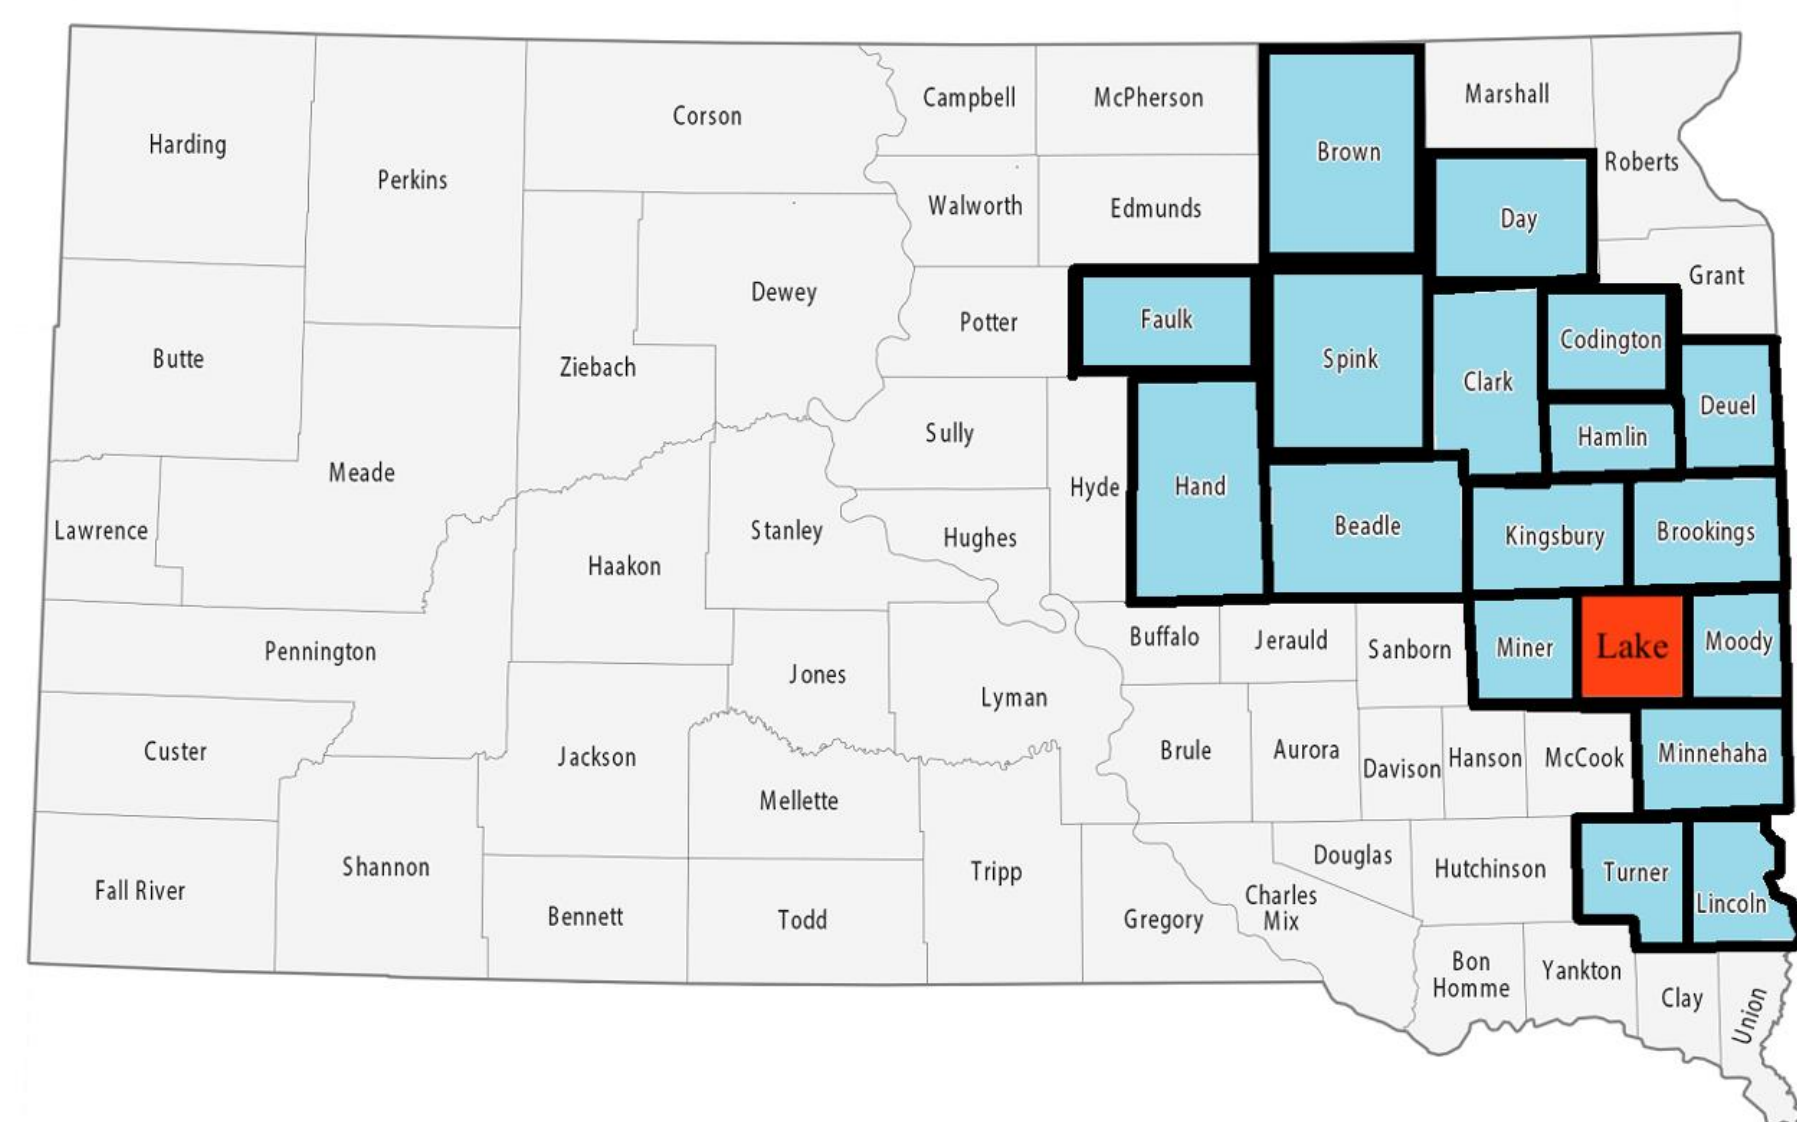 Campbell
McPherson
Marshall
Corson
Harding
Brown
Roberts
Perkins
Walworth
Edmunds
Day
Grant
Dewey
Potter
Faulk
Codington
Butte
Ziebach
Spink
Clark
Deuel
Sully
Hamlin
Meade
Hyde
Hand
Lawrence
Stanley
Hughes
Beadle
Kingsbury
Brookings
Haakon
Pennington
Buffalo
Jerauld
Sanborn
Miner
Lake
Moody
Jones
Lyman
Custer
Jackson
Brule
Aurora
Davison
Hanson
McCook
Minnehaha
Mellette
Shannon
Tripp
Douglas
Hutchinson
Turner
Fall River
Bennett
Todd
Gregory
Charles
Mix
Lincoln
Bon
Homme
Yankton
Clay
Union